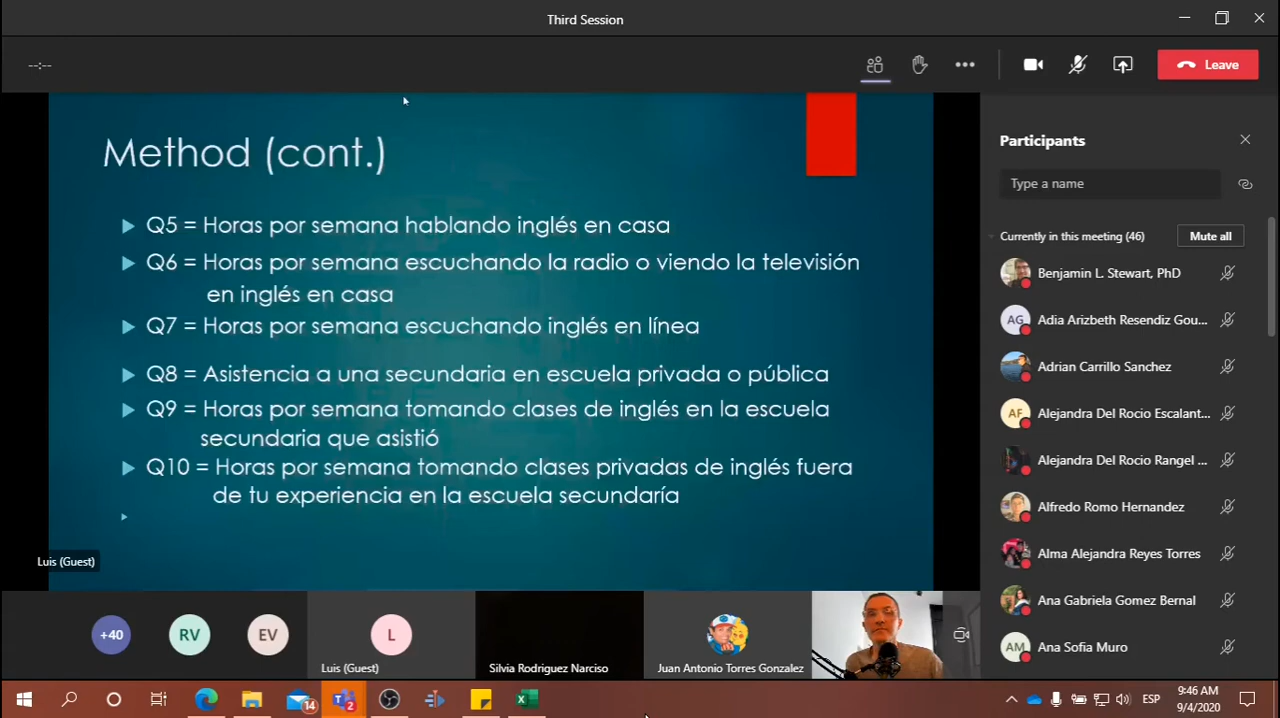 Third Session
--:--
Leave
Method (cont.)
Q5 = Horas por semana hablando inglés en casa
Q6 = Horas por semana escuchando la radio o viendo la televisión
en inglés en casa
Q7 = Horas por semana escuchando inglés en línea
Q8 = Asistencia a una secundaria en escuela privada o pública
Q9 = Horas por semana tomando clases de inglés en la escuela
secundaria que asistió
Q10 = Horas por semana tomando clases privadas de inglés fuera
de tu experiencia en la escuela secundaría
Luis (Guest)
+40
RV
EV
L
Luis (Guest)
Silvia Rodriguez Narciso
Juan Antonio Torres Gonzalez
Participants
Type a name
Currently in this meeting (46)
Mute all
Benjamin L. Stewart, PhD
AG
Adia Arizbeth Resendiz Gou...
Adrian Carrillo Sanchez
AF
Alejandra Del Rocio Escalant...
Alejandra Del Rocio Rangel ...
Alfredo Romo Hernandez
Alma Alejandra Reyes Torres
Ana Gabriela Gomez Bernal
AM
Ana Sofia Muro
14
2
ESP
9:46 AM
9/4/2020